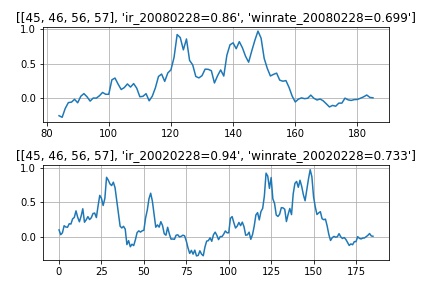 [[45, 46, 56, 57], 'ir_20080228=0.86', 'winrate_20080228=0.699']
1.0
0.5
0.0
80 100 120 140 160 180
[[45, 46, 56, 57], 'ir_20020228=0.94', 'winrate_20020228=0.733']
1.0
0.5
0.0
0 25 50 75 100 125 150 175